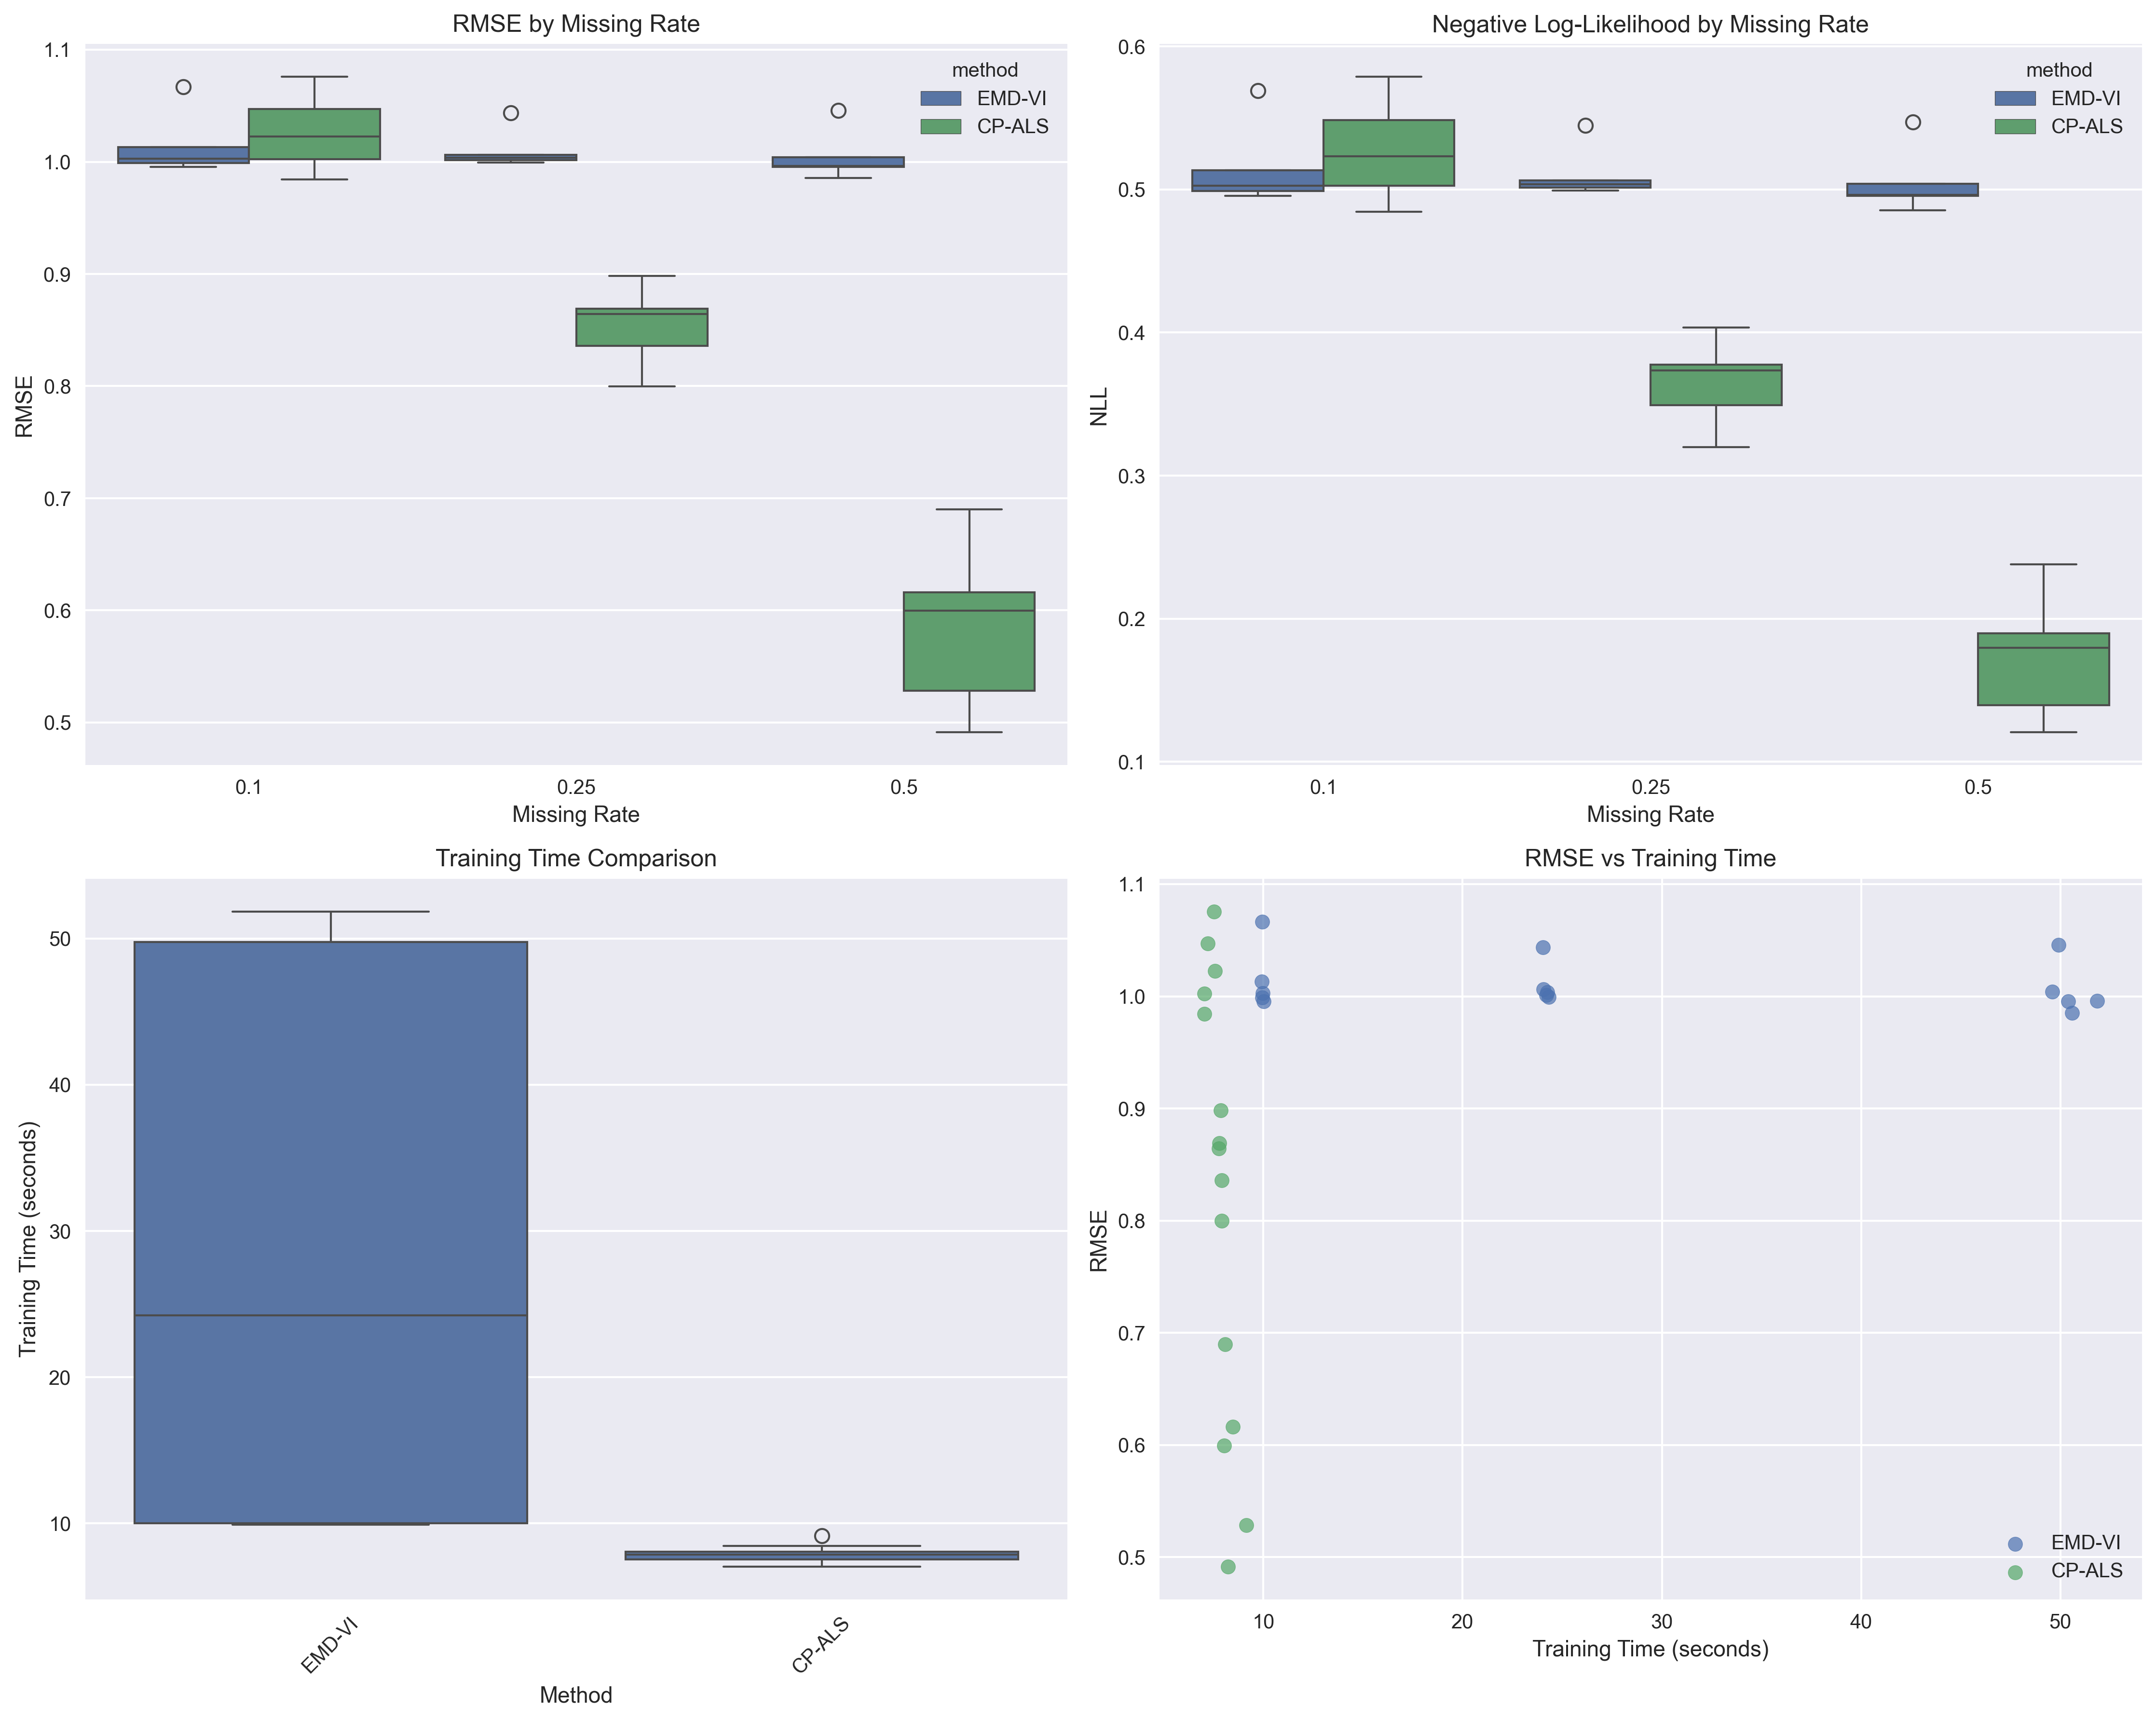 RMSE by Missing Rate
1.1
1.0
0.9
0.8
0.7
0.6
0.5
RMSE
method
EMD-VI
CP-ALS
0.1
0.25
0.5
Missing Rate
Negative Log-Likelihood by Missing Rate
0.6
0.5
0.4
0.3
0.2
0.1
NLL
method
EMD-VI
CP-ALS
0.1
0.25
0.5
Missing Rate
Training Time Comparison
50
40
30
20
10
Training Time (seconds)
EMD-VI
CP-ALS
Method
RMSE vs Training Time
1.1
1.0
0.9
0.8
0.7
0.6
0.5
RMSE
EMD-VI
CP-ALS
10
20
30
40
50
Training Time (seconds)